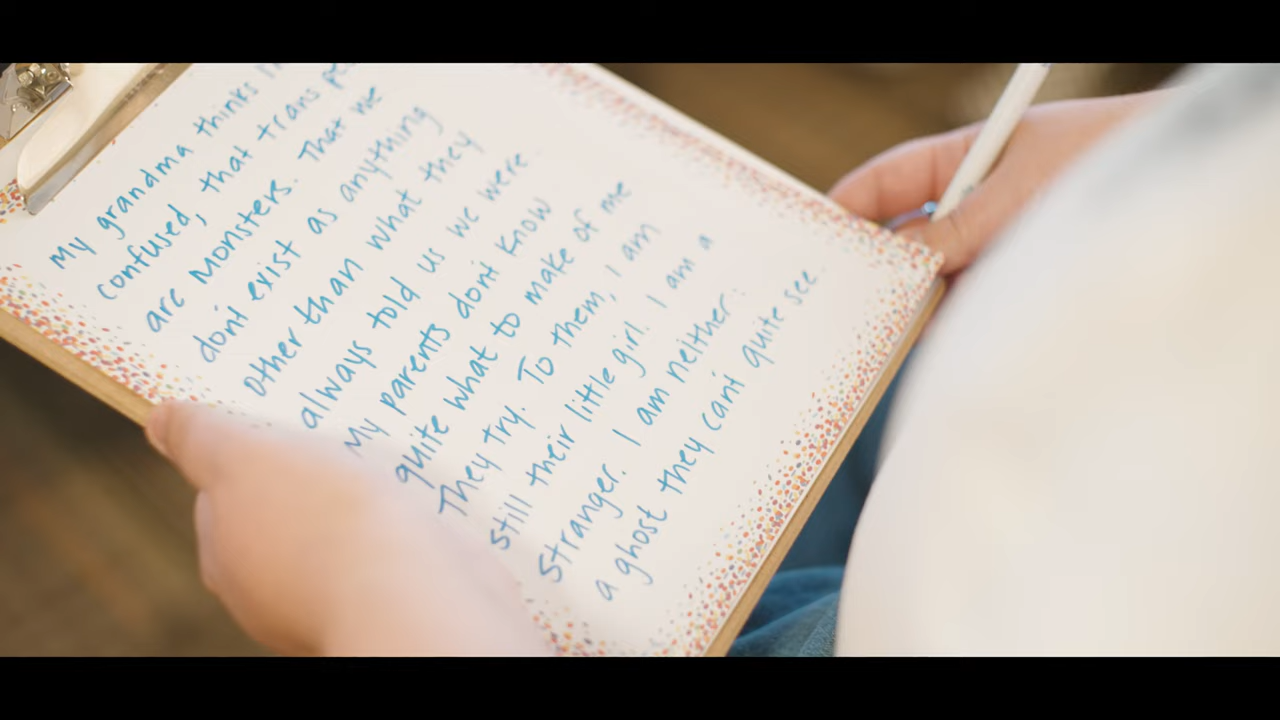 My grandma thinks
confused, that trans
are Monsters. That we
don't exist as anything
other than what they
always told us we were.
My parents don't know
quite what to make of me
They try. To them, I am
still their little girl. I am a
stranger. I am neither.
a ghost they can't quite see.